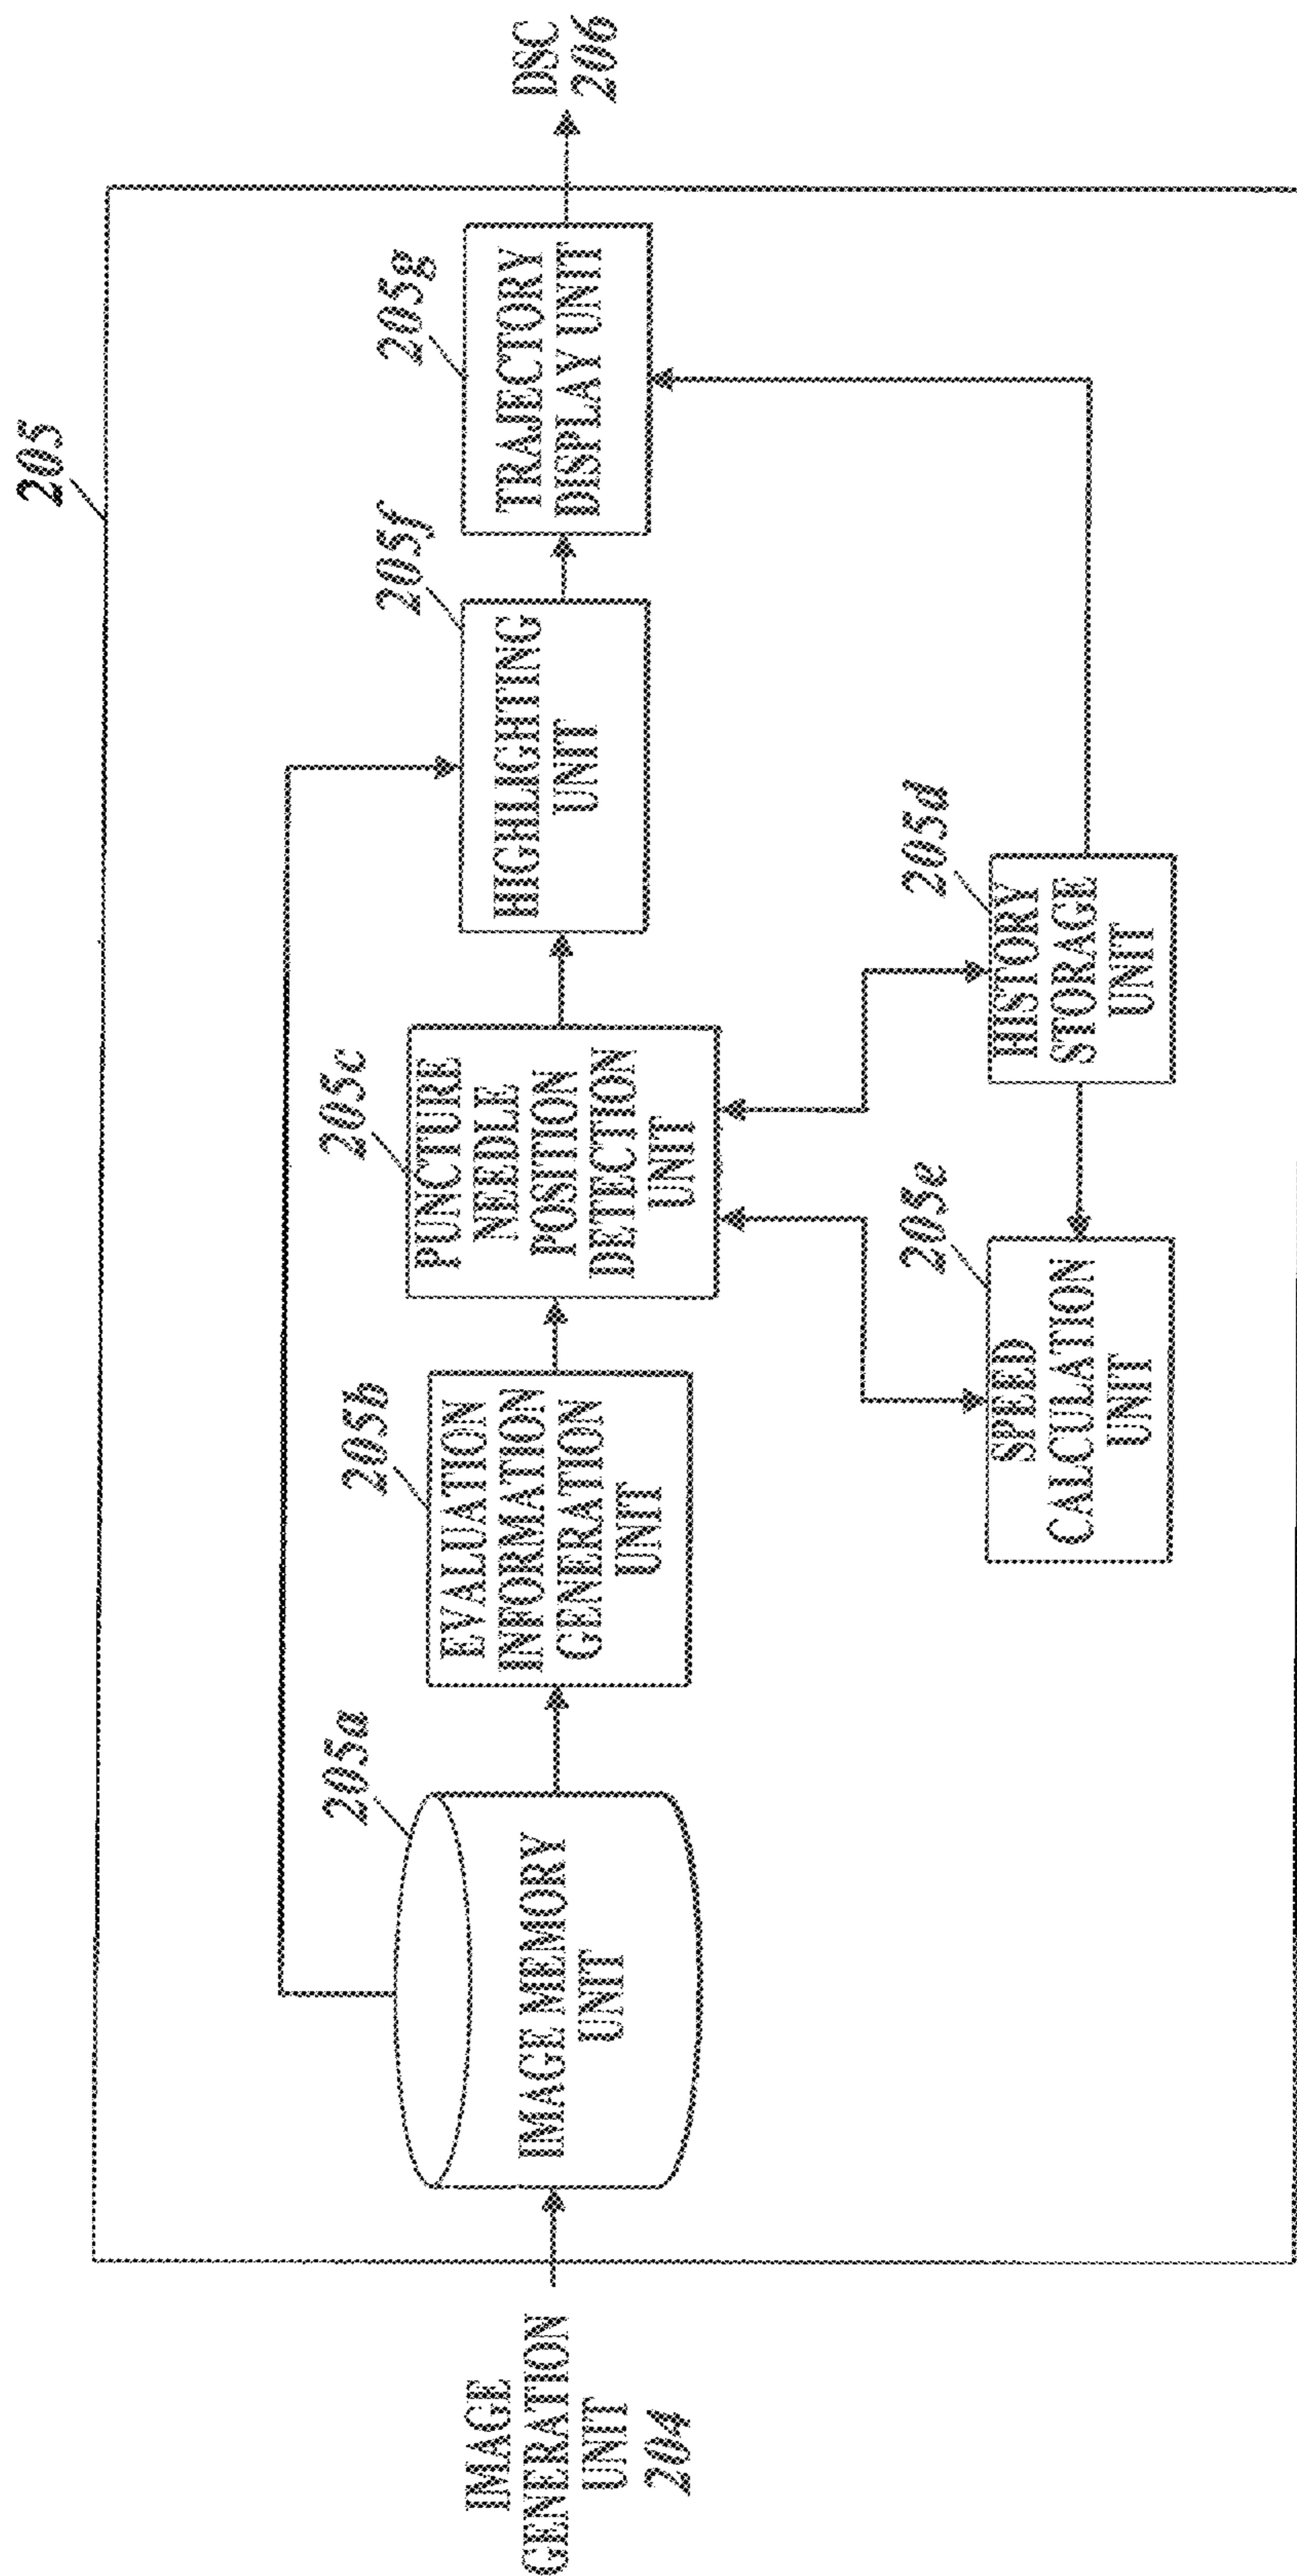 205
IMAGE
GENERATION
UNIT
204
205a
IMAGE MEMORY
UNIT
205b
EVALUATION
INFORMATION
GENERATION
UNIT
205c
PUNCTURE
NEEDLE
POSITION
DETECTION
UNIT
205f
HIGHLIGHTING
UNIT
205g
TRAJECTORY
DISPLAY UNIT
DSC
206
205e
SPEED
CALCULATION
UNIT
205d
HISTORY
STORAGE
UNIT